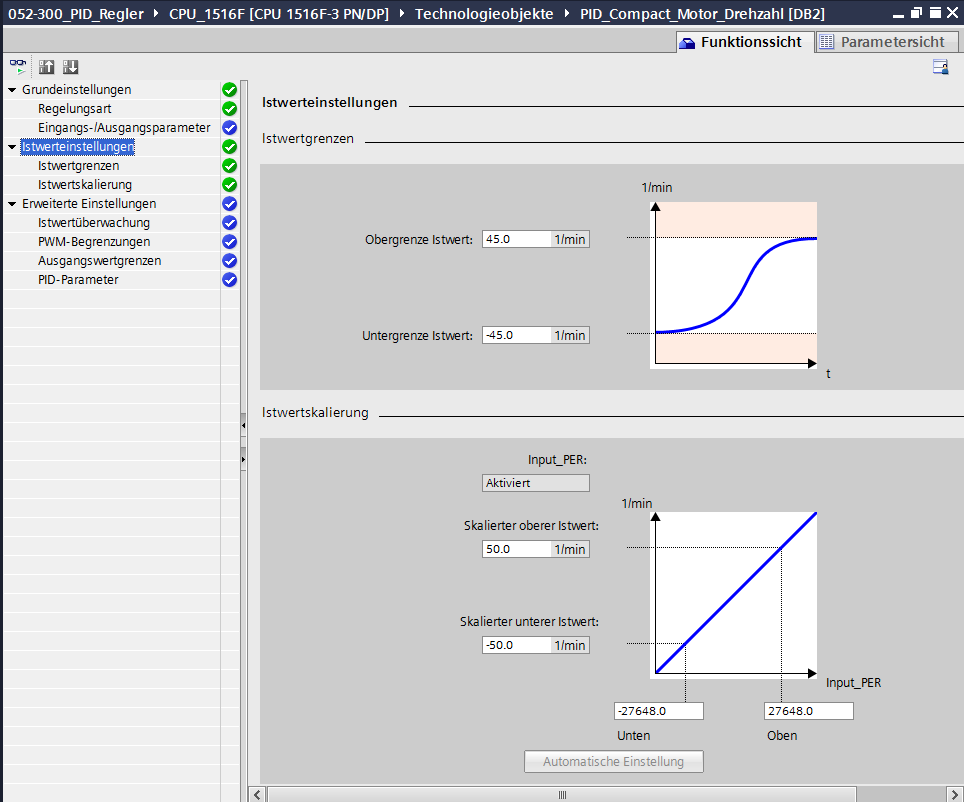 052-300_PID_Regler CPU_1516F [CPU 1516F-3 PN/DP] Technologieobjekte PID_Compact_Motor_Drehzahl [DB2]
Funktionssicht Parametersicht
Grundeinstellungen
Regelungsart
Eingangs-/Ausgangsparameter
Istwerteinstellungen
Istwertgrenzen
Istwertskalierung
Erweiterte Einstellungen
Istwertüberwachung
PWM-Begrenzungen
Ausgangswertgrenzen
PID-Parameter
Istwerteinstellungen
Istwertgrenzen
1/min
Obergrenze Istwert: 45.0 1/min
Untergrenze Istwert: -45.0 1/min
t
Istwertskalierung
Input_PER:
Aktiviert
1/min
Skalierter oberer Istwert:
50.0 1/min
Skalierter unterer Istwert:
-50.0 1/min
Input_PER
-27648.0 27648.0
Unten Oben
Automatische Einstellung